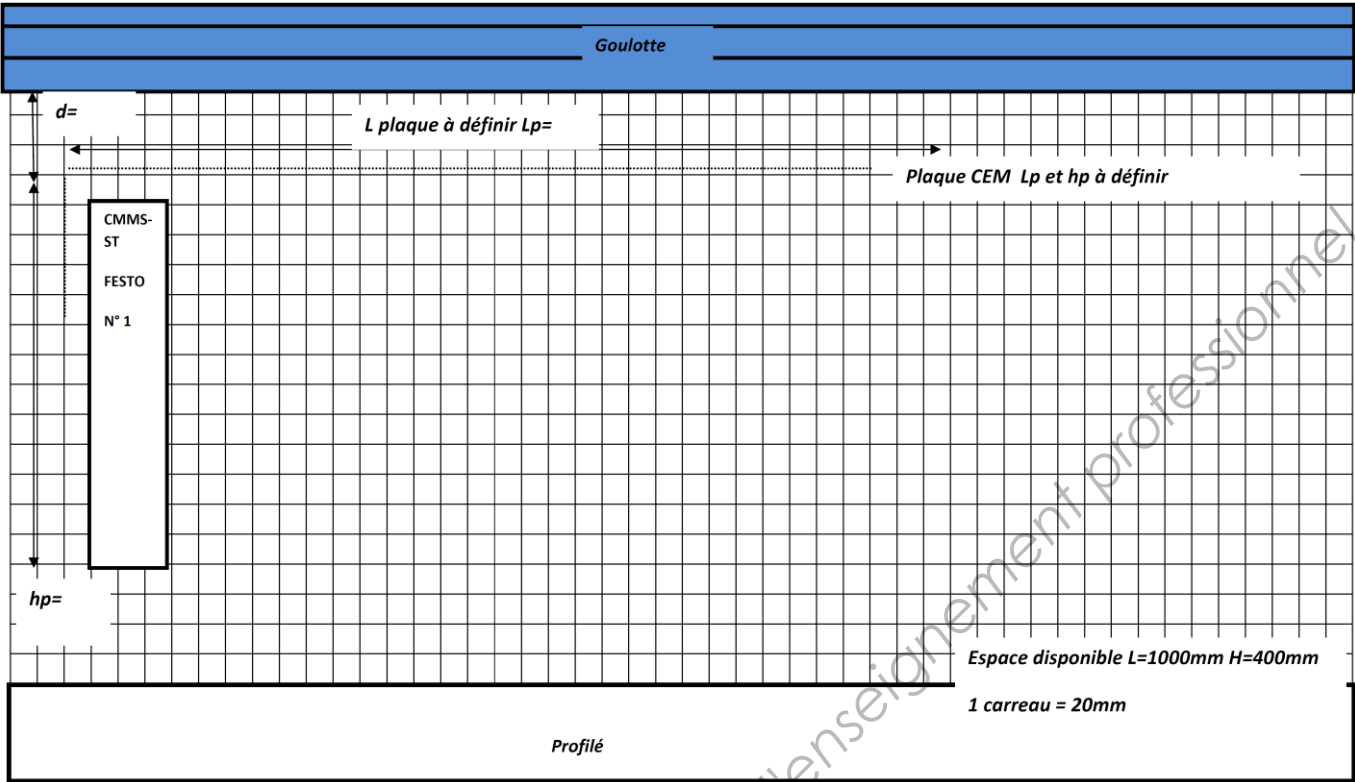 Goulotte
d=
L plaque à définir Lp=
Plaque CEM Lp et hp à définir
CMMS-
ST
FESTO
N° 1
hp=
Espace disponible L=1000mm H=400mm
1 carreau = 20mm
Profilé
l'enseignement professionnel